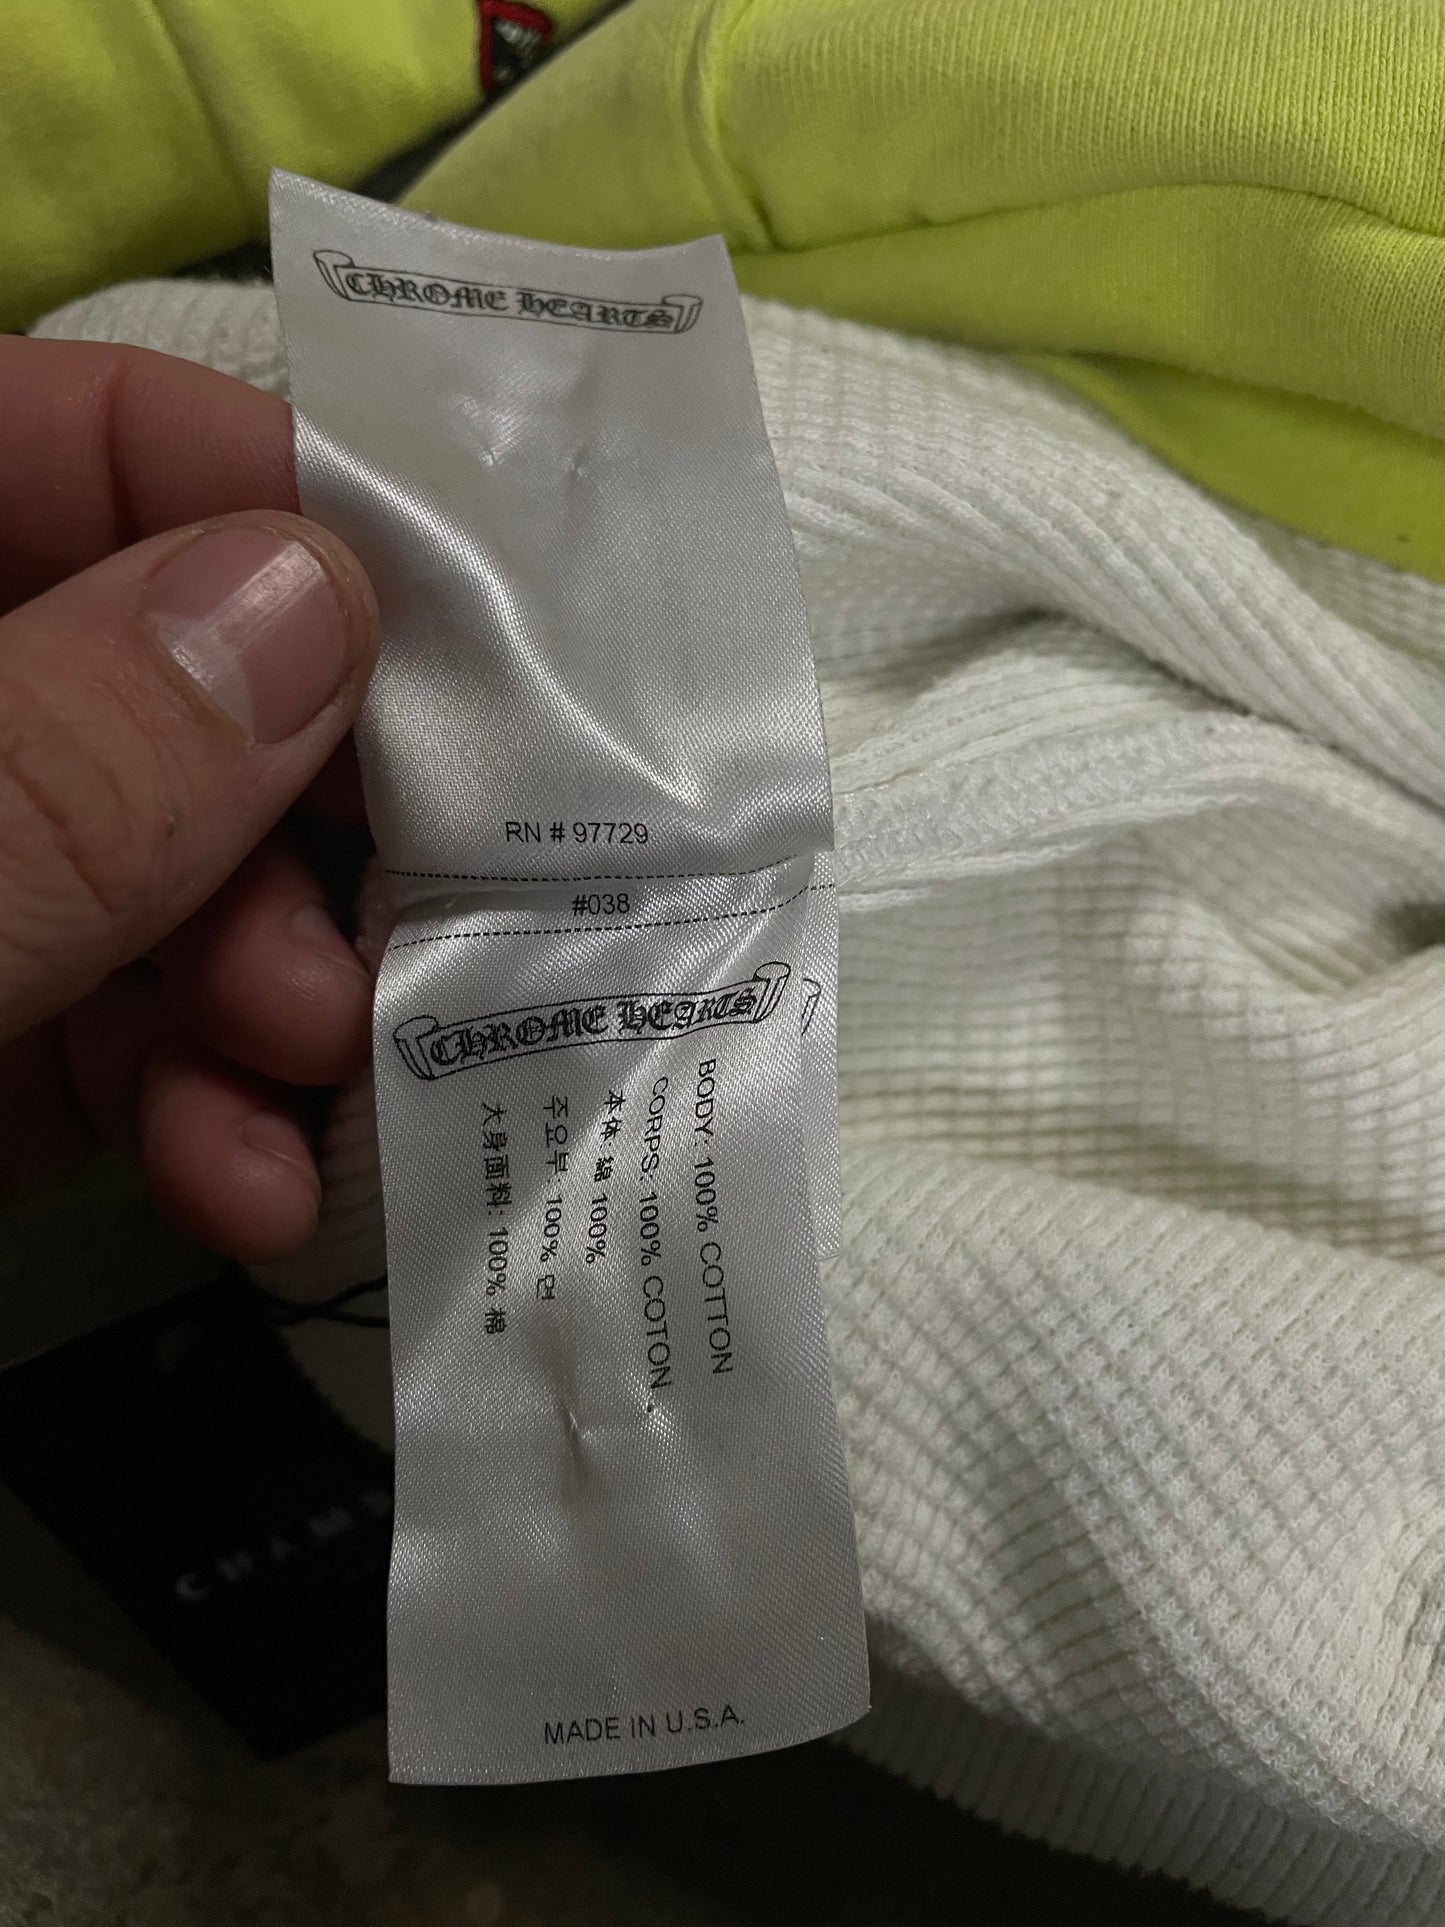 CHROME HEARTS
RN # 97729
#038
CHROME HEARTS
BODY: 100% COTTON
CORPS: 100% COTON
本体 綿 100%
주요부: 100% 면
大身面料: 100% 棉
MADE IN U.S.A.